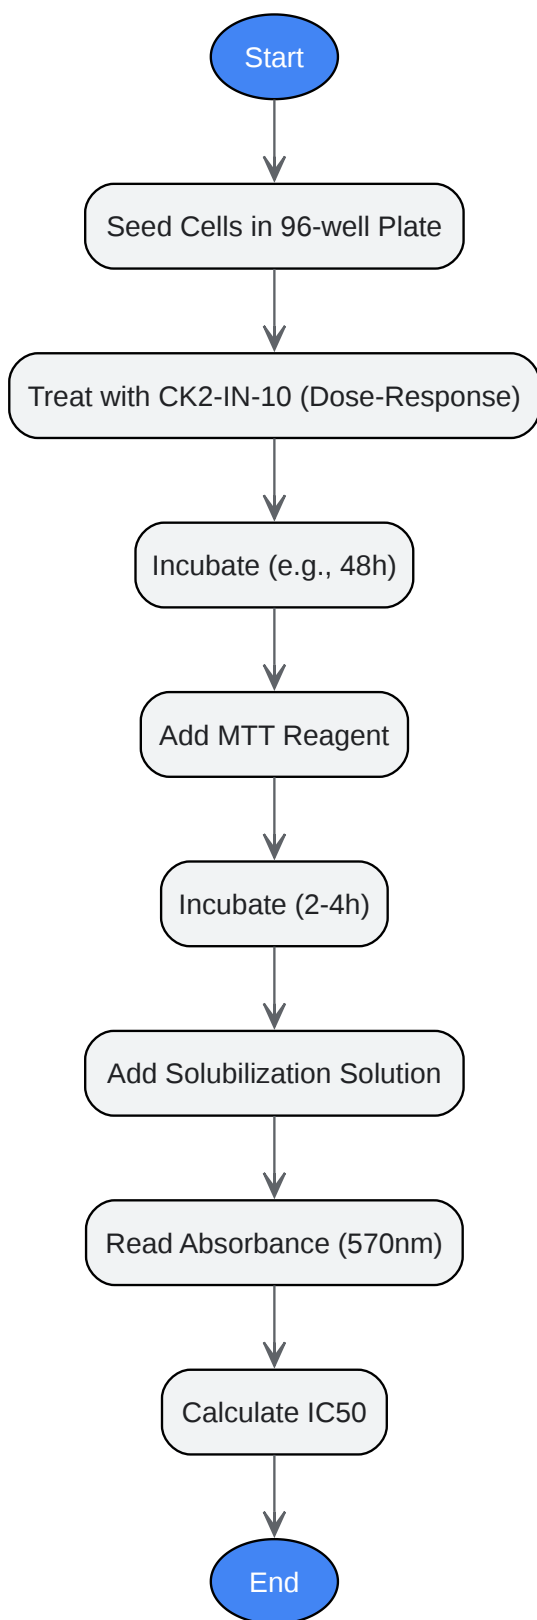 Start
Seed Cells in 96-well Plate
Treat with CK2-IN-10 (Dose-Response)
Incubate (e.g., 48h)
Add MTT Reagent
Incubate (2-4h)
Add Solubilization Solution
Read Absorbance (570nm)
Calculate IC50
End